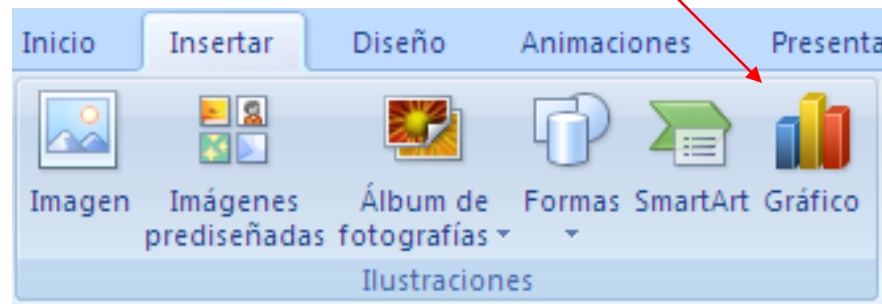 Inicio Insertar Diseño Animaciones Presenta
Imagen Imágenes prediseñadas Álbum de fotografías Formas SmartArt Gráfico
Ilustraciones